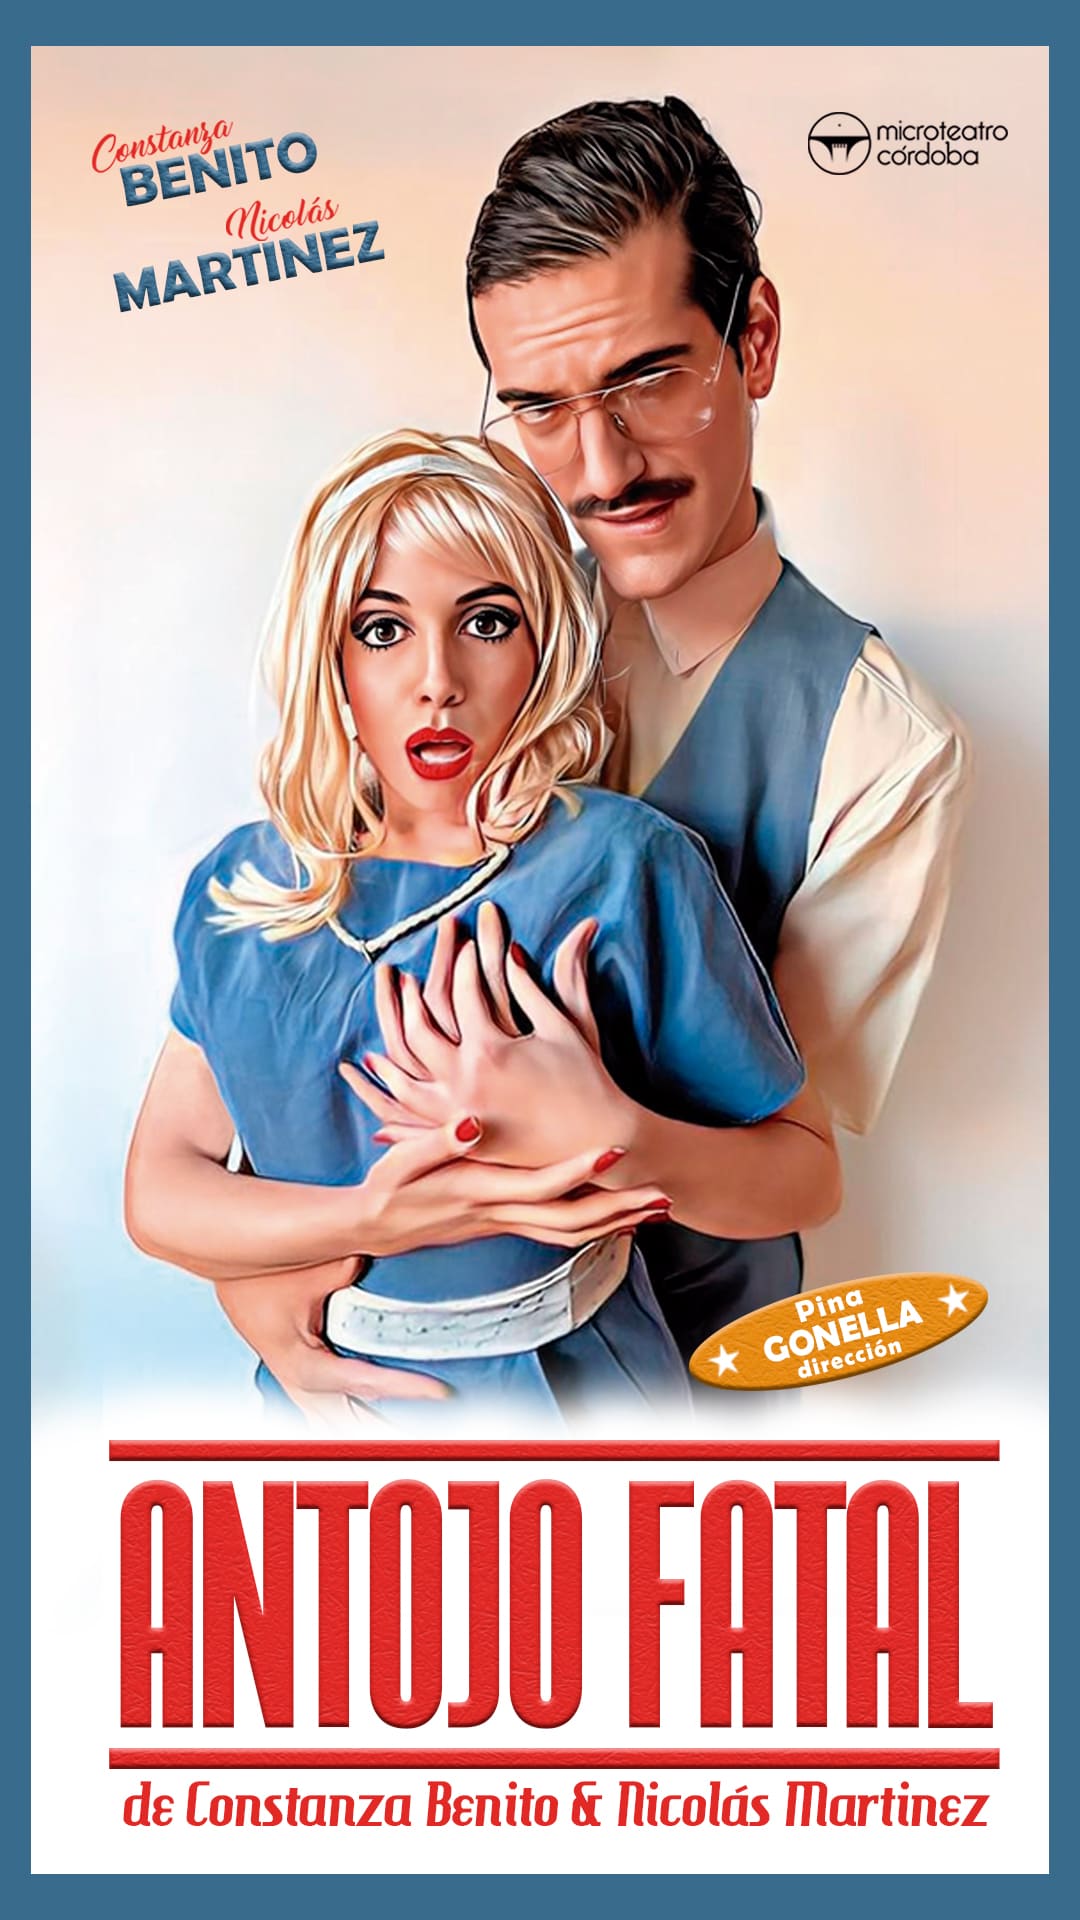 Constanza
BENITO
Nicolás
MARTINEZ
microteatro
córdoba
Pina
GONELLA
dirección
ANTOJO FATAL
de Constanza Benito & Nicolás Martinez